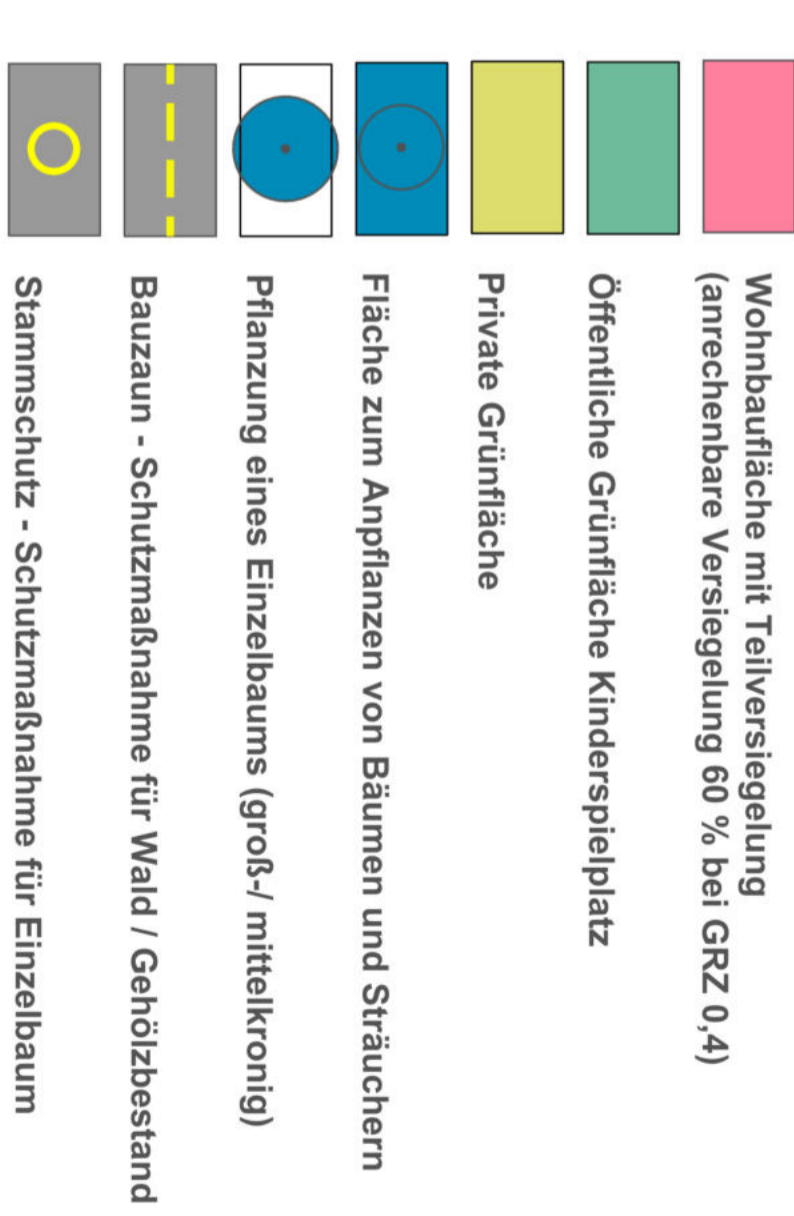 Wohnbaufläche mit Teilversiegelung
(anrechenbare Versiegelung 60 % bei GRZ 0,4)
Öffentliche Grünfläche Kinderspielplatz
Private Grünfläche
Fläche zum Anpflanzen von Bäumen und Sträuchern
Pflanzung eines Einzelbaums (groß-/ mittelkronig)
Bauzaun - Schutzmaßnahme für Wald / Gehölzbestand
Stammschutz - Schutzmaßnahme für Einzelbaum